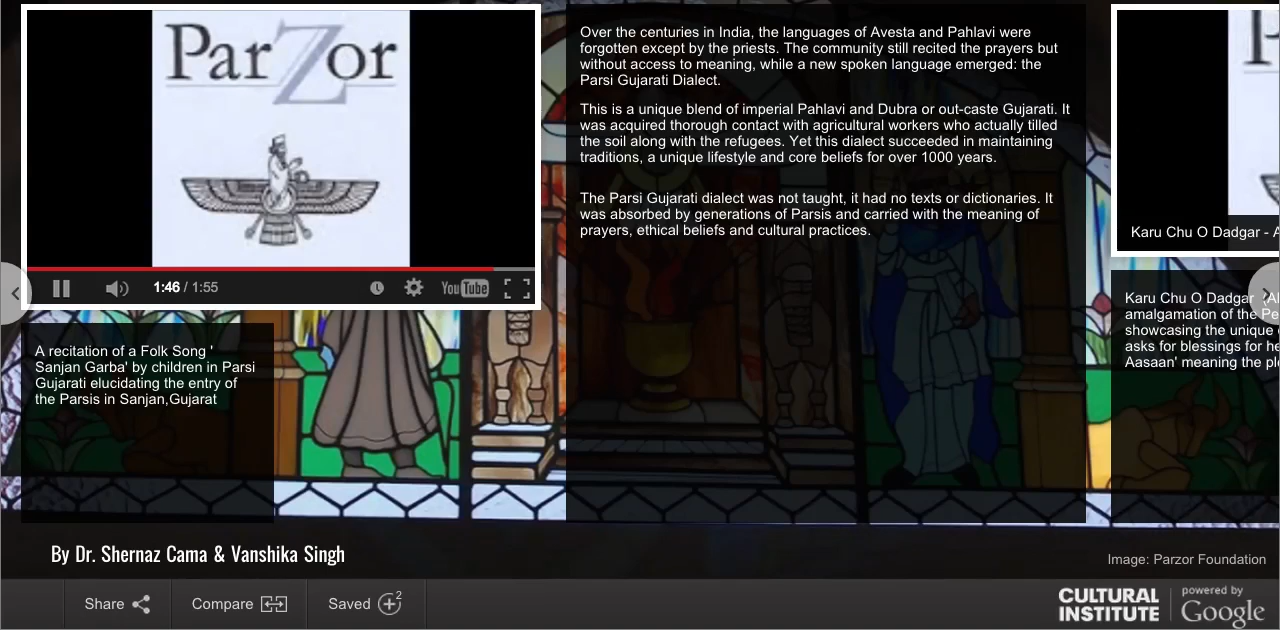 ParZor
1:46 / 1:55
YouTube
A recitation of a Folk Song '
Sanjan Garba' by children in Parsi
Gujarati elucidating the entry of
the Parsis in Sanjan,Gujarat
Over the centuries in India, the languages of Avesta and Pahlavi were
forgotten except by the priests. The community still recited the prayers but
without access to meaning, while a new spoken language emerged: the
Parsi Gujarati Dialect.
This is a unique blend of imperial Pahlavi and Dubra or out-caste Gujarati. It
was acquired thorough contact with agricultural workers who actually tilled
the soil along with the refugees. Yet this dialect succeeded in maintaining
traditions, a unique lifestyle and core beliefs for over 1000 years.
The Parsi Gujarati dialect was not taught, it had no texts or dictionaries. It
was absorbed by generations of Parsis and carried with the meaning of
prayers, ethical beliefs and cultural practices.
Karu Chu O Dadgar - A
Karu Chu O Dadgar
amalgamation of the Pe
showcasing the unique
asks for blessings for he
Aasaan' meaning the
By Dr. Shernaz Cama & Vanshika Singh
Image: Parzor Foundation
Share
Compare
Saved 2
CULTURAL
INSTITUTE
powered by
Google